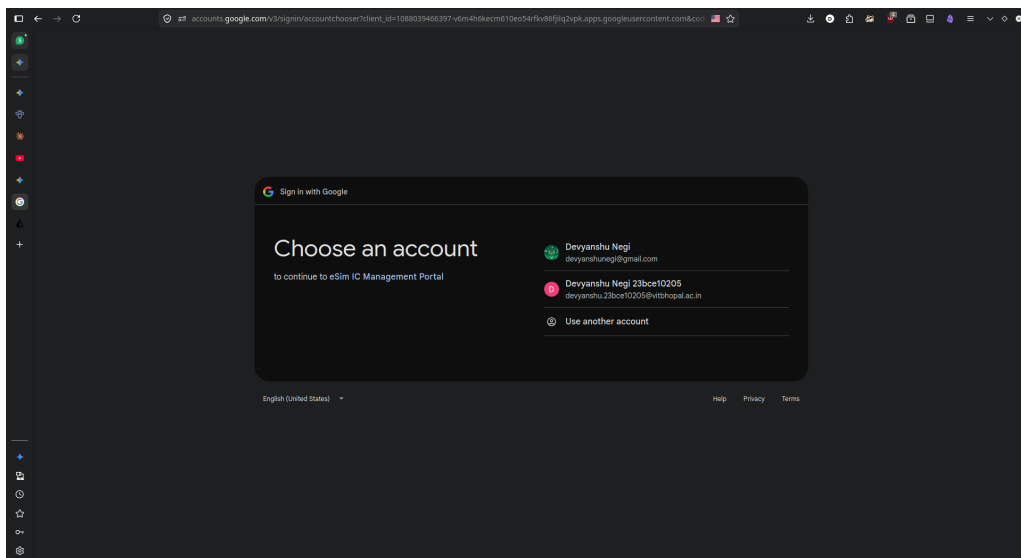 accounts.google.com/v3/signin/accountchooser?client_id=1088039466397-v6m4h6kecm610eo54rfkv86fjilq2vpk.apps.googleusercontent.com&co
Sign in with Google
Choose an account
to continue to eSim IC Management Portal
Devyanshu Negi
devyanshunegi@gmail.com
D
Devyanshu Negi 23bce10205
devyanshu.23bce10205@vitbhopal.ac.in
Use another account
English (United States)
Help Privacy Terms